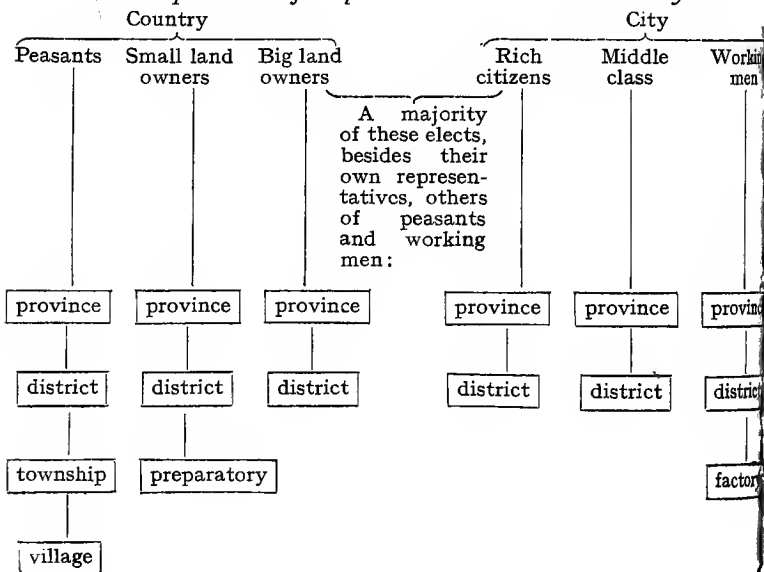 Country City
Peasants Small land Big land Rich Middle
owners owners citizens class men
A majority
of these elects,
besides their
own represen-
tatives, others
of peasants
and working
men:
province province province province province
district district district district district
township preparatory
village